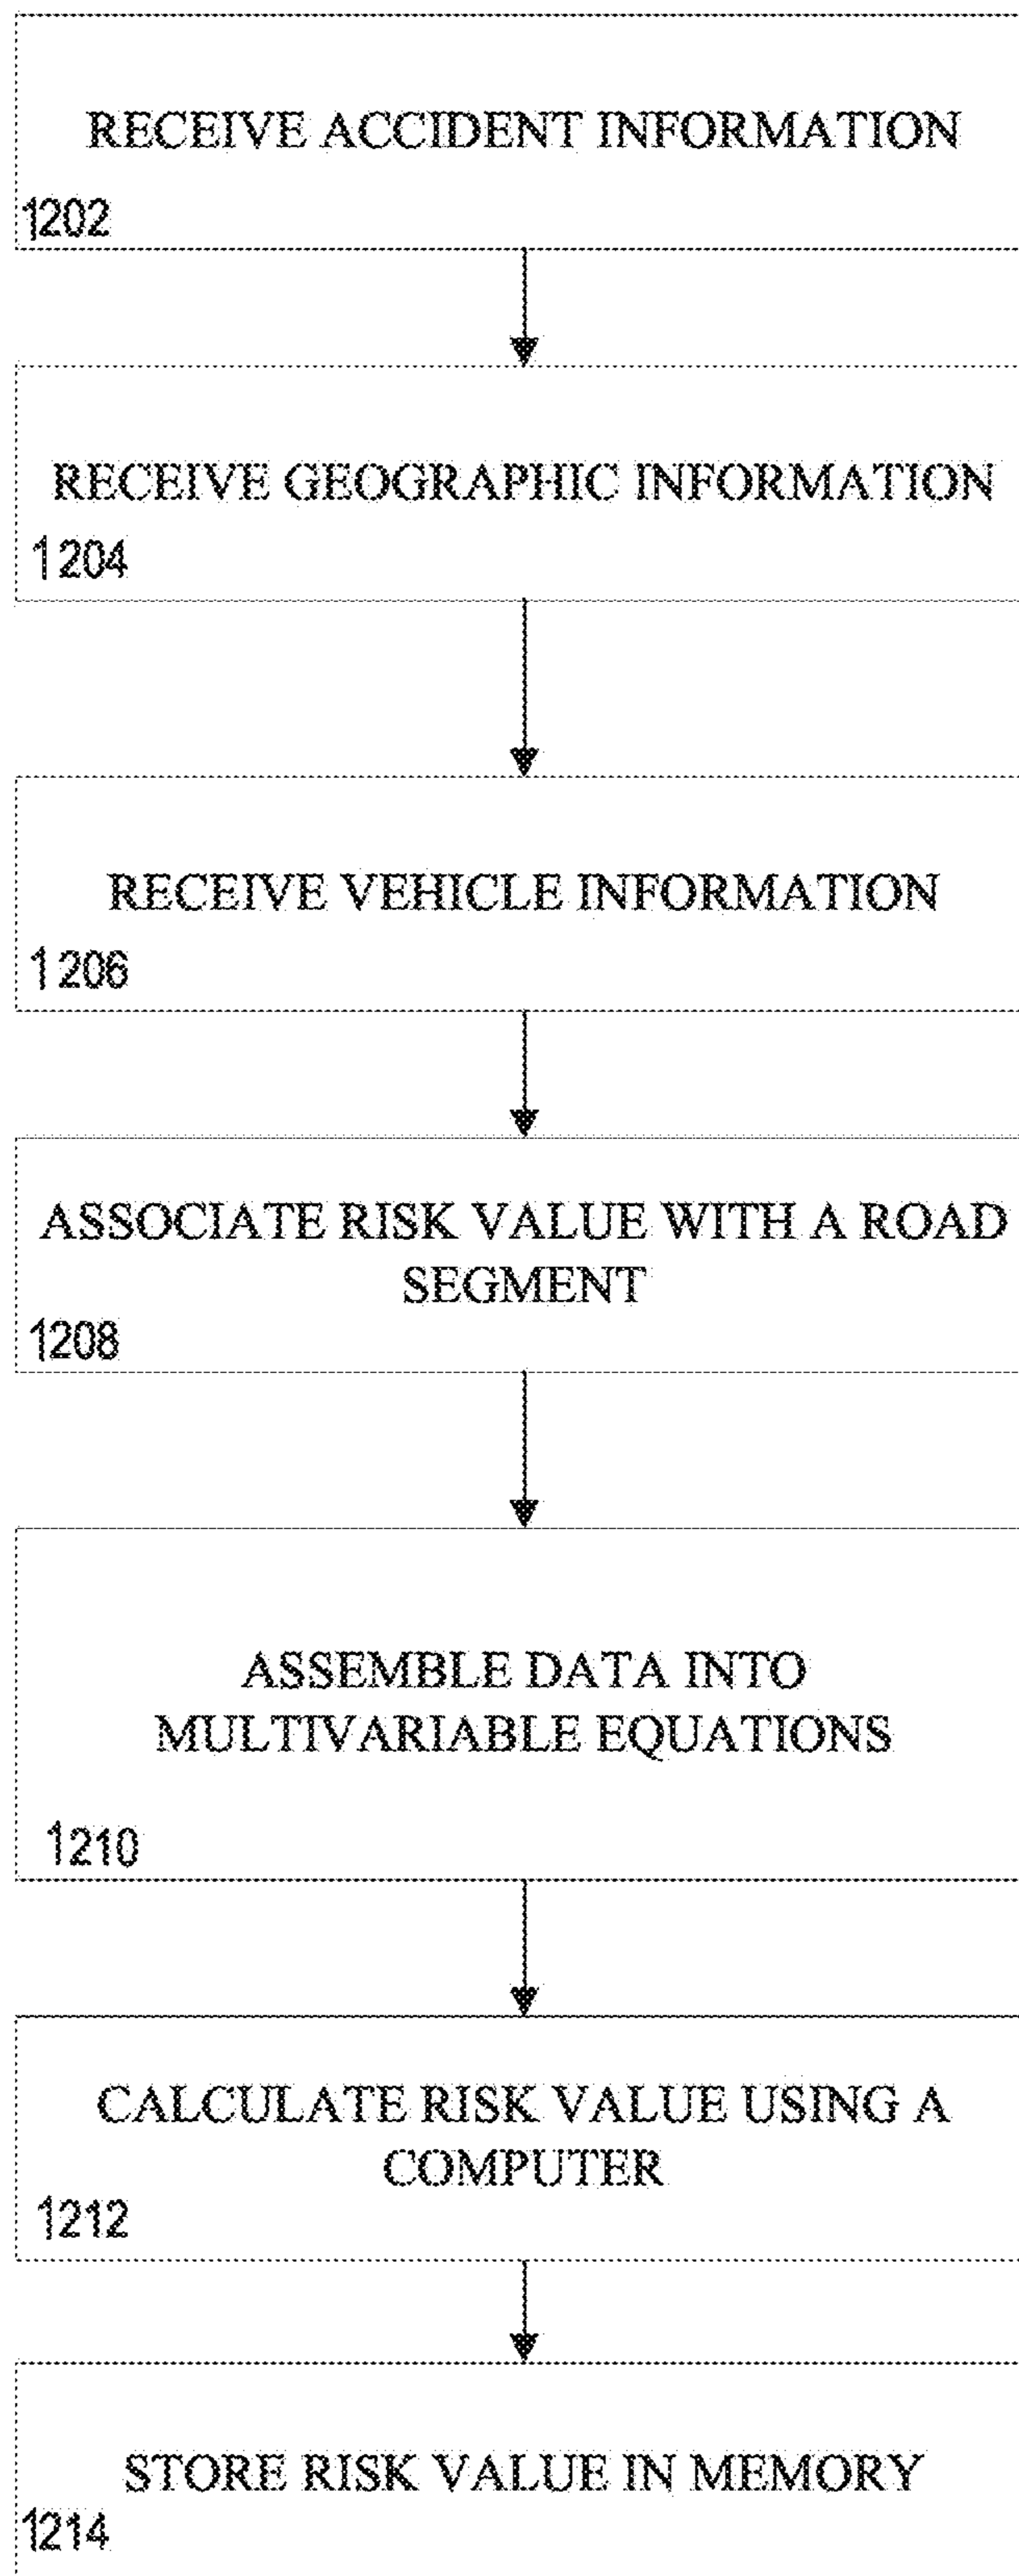 RECEIVE ACCIDENT INFORMATION
1202
RECEIVE GEOGRAPHIC INFORMATION
1204
RECEIVE VEHICLE INFORMATION
1206
ASSOCIATE RISK VALUE WITH A ROAD
SEGMENT
1208
ASSEMBLE DATA INTO
MULTIVARIABLE EQUATIONS
1210
CALCULATE RISK VALUE USING A
COMPUTER
1212
STORE RISK VALUE IN MEMORY
1214